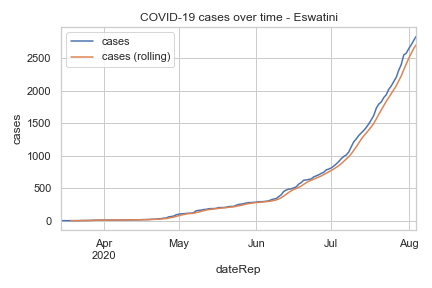 COVID-19 cases over time - Eswatini
cases
cases (rolling)
cases
2500
2000
1500
1000
500
0
Apr
2020
May
Jun
Jul
Aug
dateRep